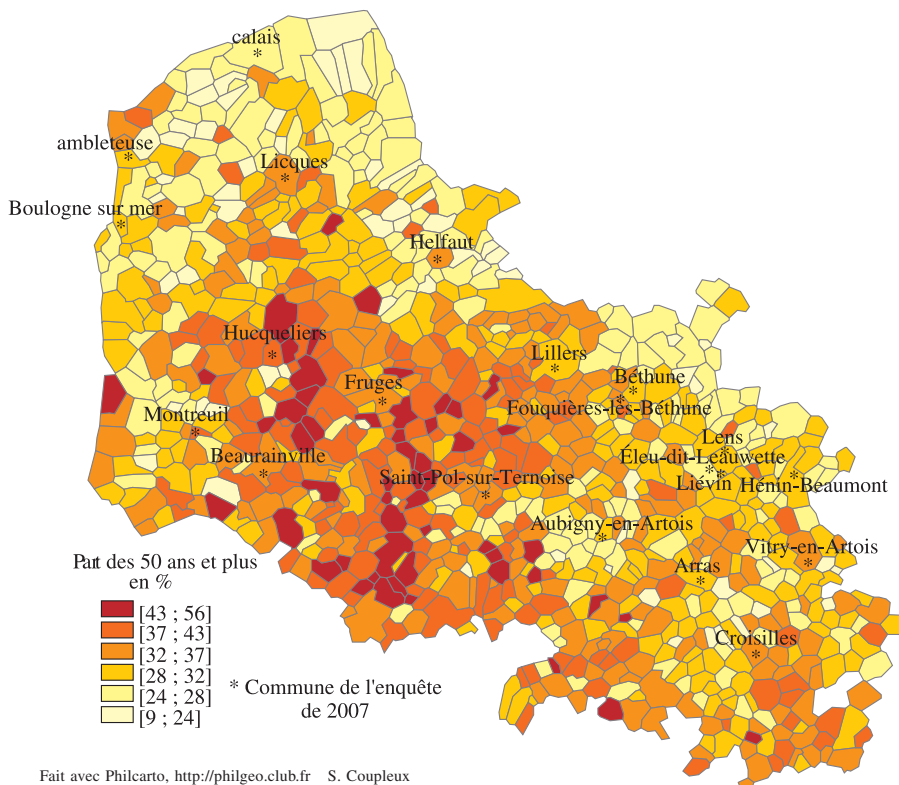 calais
*
ambleteuse
*
Licques
*
Boulogne sur mer
*
Helfaut
*
Hucqueliers
*
Lillers
*
Fruges
*
Béthune
*
Fouquières-lès-Béthune
*
Montreuil
*
Lens
*
Beaurainville
*
Éleu-dit-Leauwette
*
Saint-Pol-sur-Ternoise
*
Liévin
*
Hénin-Beaumont
*
Aubigny-en-Artois
*
Vitry-en-Artois
*
Arras
*
Croisilles
*
Part des 50 ans et plus
en %
[43 ; 56]
[37 ; 43]
[32 ; 37]
[28 ; 32]
[24 ; 28]
[9 ; 24]
* Commune de l'enquête
de 2007
Fait avec Philcarto, http://philgeo.club.fr S. Coupleux